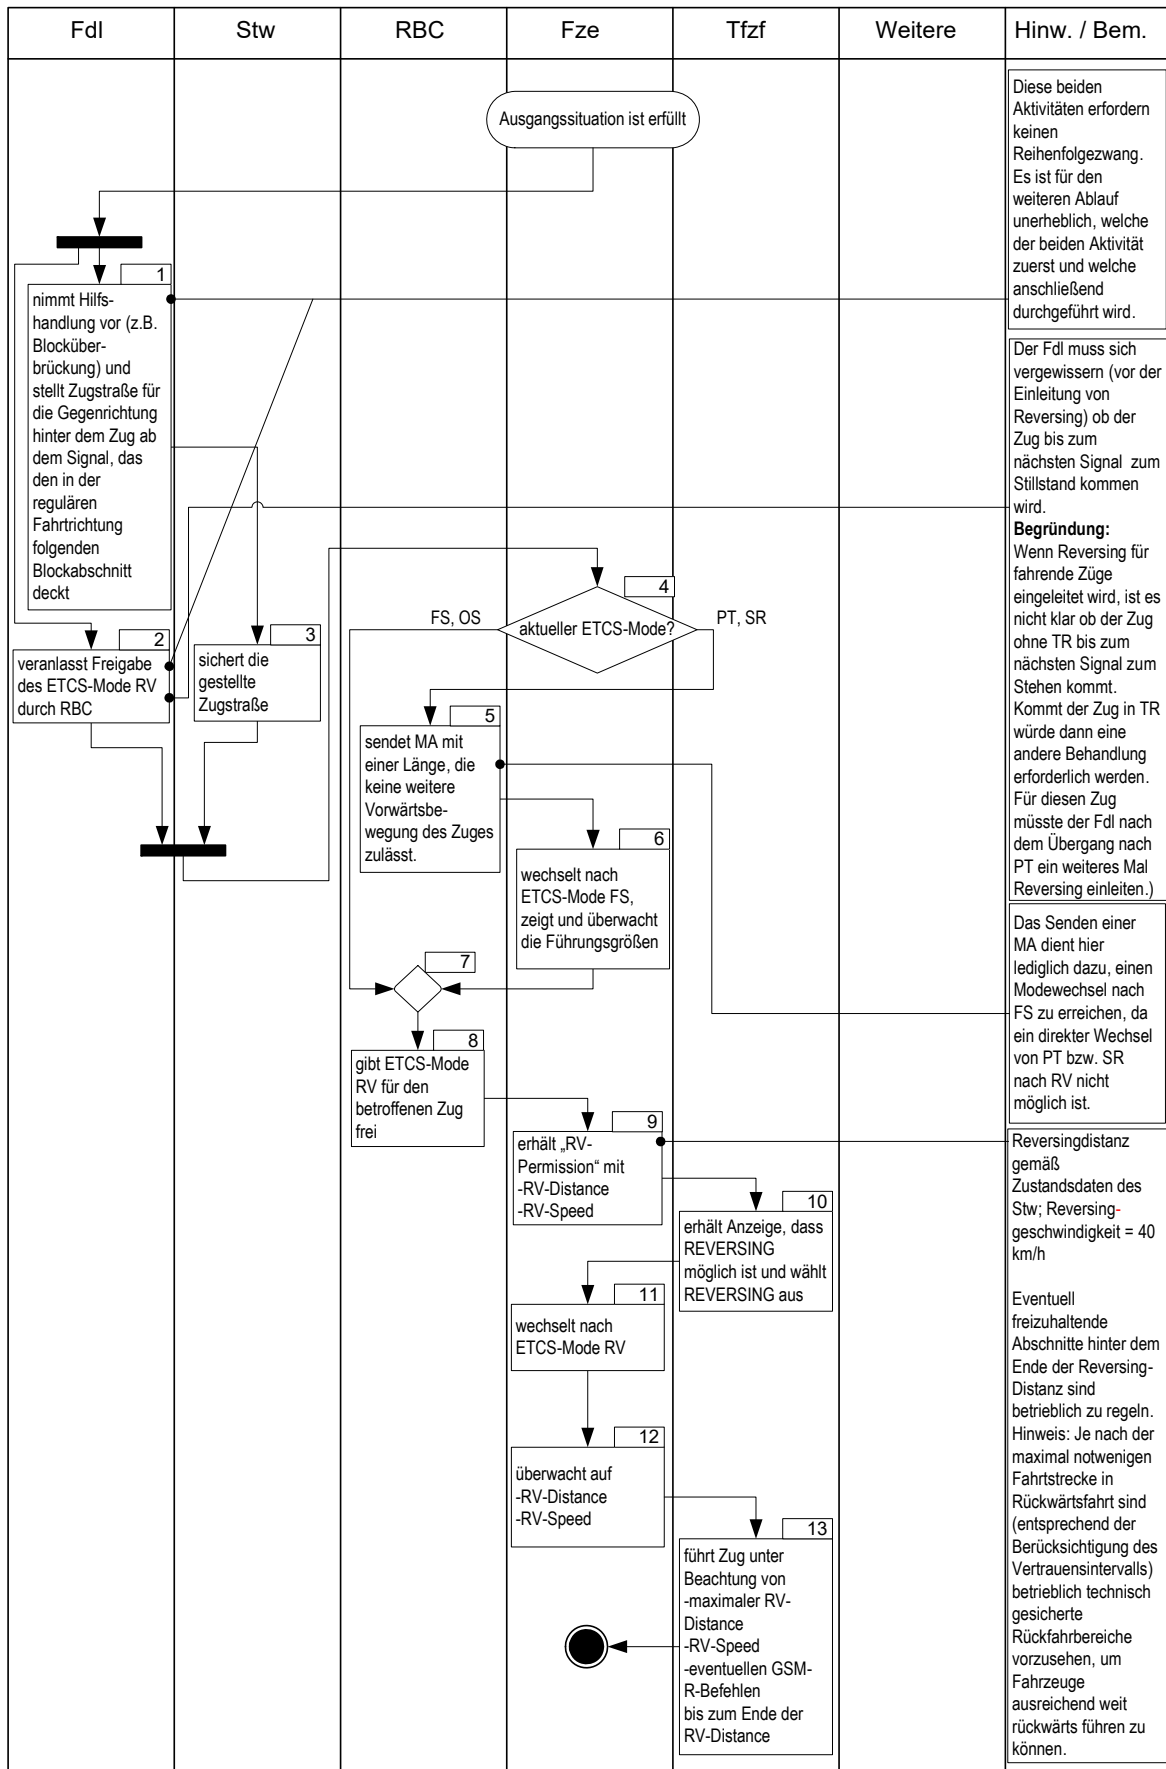 Fdl
Stw
RBC
Fze
Tfzf
Weitere
Hinw. / Bem.
Ausgangssituation ist erfüllt
1
nimmt Hilfs-
handlung vor (z.B.
Blocküber-
brückung) und
stellt Zugstraße für
die Gegenrichtung
hinter dem Zug ab
dem Signal, das
den in der
regulären
Fahrtrichtung
folgenden
Blockabschnitt
deckt
2
veranlasst Freigabe
des ETCS-Mode RV
durch RBC
3
sichert die
gestellte
Zugstraße
4
aktueller ETCS-Mode?
FS, OS
PT, SR
5
sendet MA mit
einer Länge, die
keine weitere
Vorwärtsbe-
wegung des Zuges
zulässt.
6
wechselt nach
ETCS-Mode FS,
zeigt und überwacht
die Führungsgrößen
7
8
gibt ETCS-Mode
RV für den
betroffenen Zug
frei
9
erhält „RV-
Permission“ mit
-RV-Distance
-RV-Speed
10
erhält Anzeige, dass
REVERSING
möglich ist und wählt
REVERSING aus
11
wechselt nach
ETCS-Mode RV
12
überwacht auf
-RV-Distance
-RV-Speed
13
führt Zug unter
Beachtung von
-maximaler RV-
Distance
-RV-Speed
-eventuellen GSM-
R-Befehlen
bis zum Ende der
RV-Distance
Diese beiden
Aktivitäten erfordern
keinen
Reihenfolgezwang.
Es ist für den
weiteren Ablauf
unerheblich, welche
der beiden Aktivität
zuerst und welche
anschließend
durchgeführt wird.
Der Fdl muss sich
vergewissern (vor der
Einleitung von
Reversing) ob der
Zug bis zum
nächsten Signal zum
Stillstand kommen
wird.
Begründung:
Wenn Reversing für
fahrende Züge
eingeleitet wird, ist es
nicht klar ob der Zug
ohne TR bis zum
nächsten Signal zum
Stehen kommt.
Kommt der Zug in TR
würde dann eine
andere Behandlung
erforderlich werden.
Für diesen Zug
müsste der Fdl nach
dem Übergang nach
PT ein weiteres Mal
Reversing einleiten.)
Das Senden einer
MA dient hier
lediglich dazu, einen
Modewechsel nach
FS zu erreichen, da
ein direkter Wechsel
von PT bzw. SR
nach RV nicht
möglich ist.
Reversingdistanz
gemäß
Zustandsdaten des
Stw; Reversing-
geschwindigkeit = 40
km/h
Eventuell
freizuhaltende
Abschnitte hinter dem
Ende der Reversing-
Distanz sind
betrieblich zu regeln.
Hinweis: Je nach der
maximal notwenigen
Fahrtstrecke in
Rückwärtsfahrt sind
(entsprechend der
Berücksichtigung des
Vertrauensintervalls)
betrieblich technisch
gesicherte
Rückfahrbereiche
vorzusehen, um
Fahrzeuge
ausreichend weit
rückwärts führen zu
können.